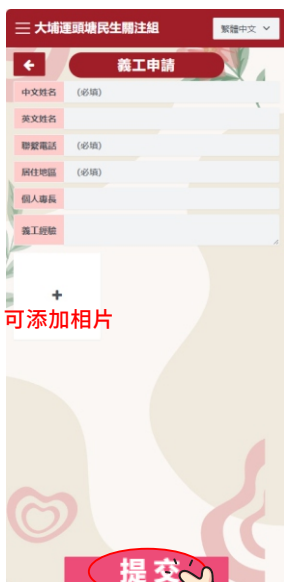 大埔運頭塘民生關注組 繁體中文
義工申請
中文姓名 (必填)
英文姓名
聯繫電話 (必填)
居住地區 (必填)
個人專長
義工經驗
+
可添加相片
提交